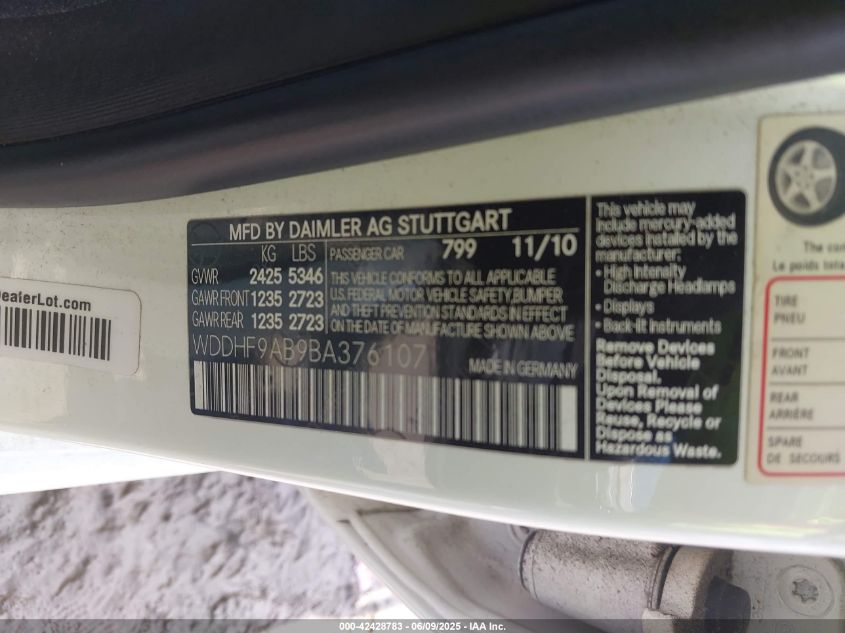 DealerLot.com
MFD BY DAIMLER AG STUTTGART
KG LBS
PASSENGER CAR 799 11/10
GVWR 2425 5346
GAWR FRONT 1235 2723
GAWR REAR 1235 2723
THIS VEHICLE CONFORMS TO ALL APPLICABLE
U.S. FEDERAL MOTOR VEHICLE SAFETY, BUMPER
AND THEFT PREVENTION STANDARDS IN EFFECT
ON THE DATE OF MANUFACTURE SHOWN ABOVE.
WDDHF9AB9BA376107
MADE IN GERMANY
This vehicle may
include mercury-added
devices installed by the
manufacturer:
• High Intensity
Discharge Headlamps
• Displays
• Back-lit Instruments
Remove Devices
Before Vehicle
Disposal.
Upon Removal of
Devices Please
Reuse, Recycle or
Dispose as
Hazardous Waste.
The
Le poids total
TIRE
PNEU
FRONT
AVANT
REAR
ARRIÈRE
SPARE
DE SECOURS
000-42428783 - 06/09/2025 - IAA Inc.